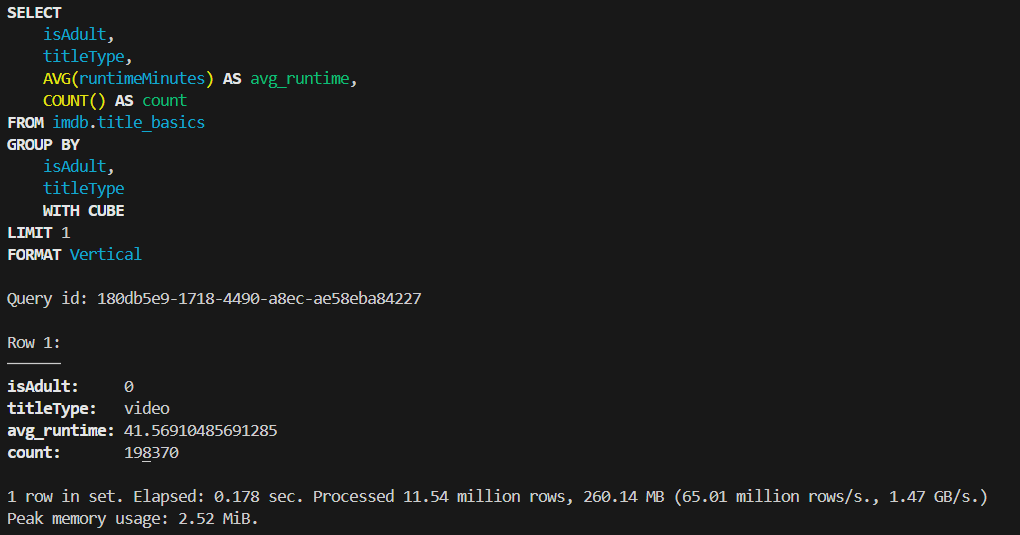 SELECT
    isAdult,
    titleType,
    AVG(runtimeMinutes) AS avg_runtime,
    COUNT() AS count
FROM imdb.title_basics
GROUP BY
    isAdult,
    titleType
    WITH CUBE
LIMIT 1
FORMAT Vertical

Query id: 180db5e9-1718-4490-a8ec-ae58eba84227

Row 1:
──────
isAdult:     0
titleType:   video
avg_runtime: 41.56910485691285
count:       198370

1 row in set. Elapsed: 0.178 sec. Processed 11.54 million rows, 260.14 MB (65.01 million rows/s., 1.47 GB/s.)
Peak memory usage: 2.52 MiB.